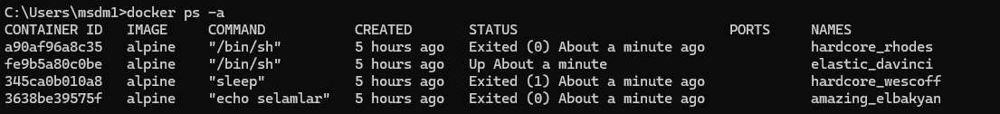 C:\Users\msdm1>docker ps -a
CONTAINER ID   IMAGE     COMMAND           CREATED       STATUS                          PORTS     NAMES
a90af96a8c35   alpine    "/bin/sh"         5 hours ago   Exited (0) About a minute ago             hardcore_rhodes
fe9b5a80c0be   alpine    "/bin/sh"         5 hours ago   Up About a minute                         elastic_davinci
345ca0b010a8   alpine    "sleep"           5 hours ago   Exited (1) About a minute ago             hardcore_wescoff
3638be39575f   alpine    "echo selamlar"   5 hours ago   Exited (0) About a minute ago             amazing_elbakyan